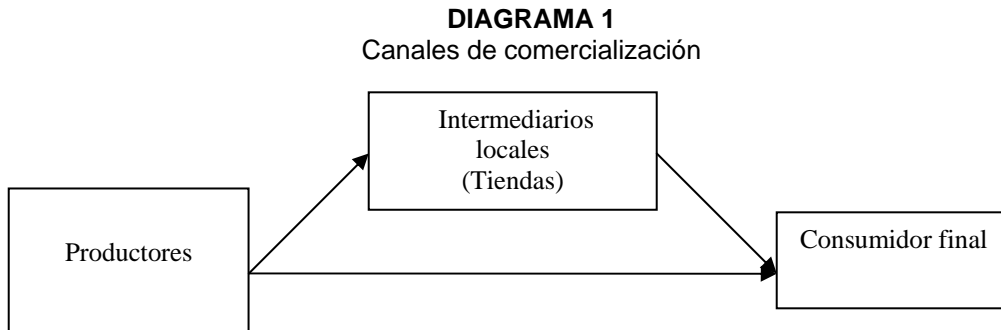 DIAGRAMA 1
Canales de comercialización
Intermediarios
locales
(Tiendas)
Productores
Consumidor final